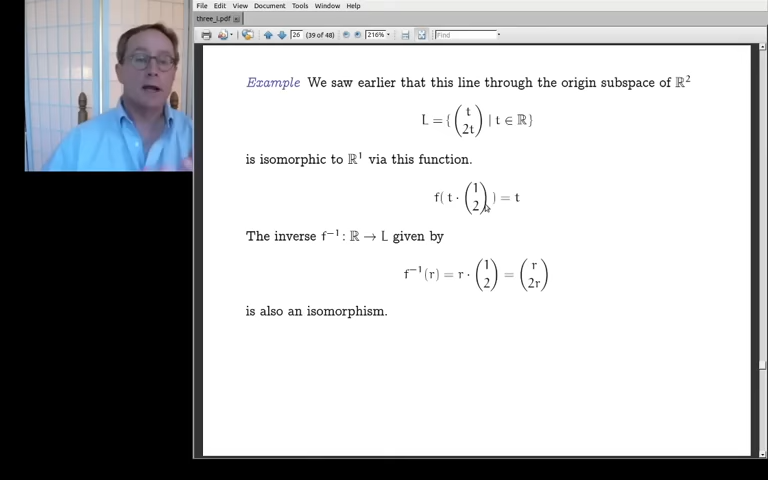 File Edit View Document Tools Window Help
three_i.pdf
26 (39 of 48) 216% Find
Example We saw earlier that this line through the origin subspace of ℝ²
L = { ( t 2t ) | t ∈ ℝ }
is isomorphic to ℝ¹ via this function.
f( t · ( 1 2 ) ) = t
The inverse f⁻¹ : ℝ → L given by
f⁻¹(r) = r · ( 1 2 ) = ( r 2r )
is also an isomorphism.